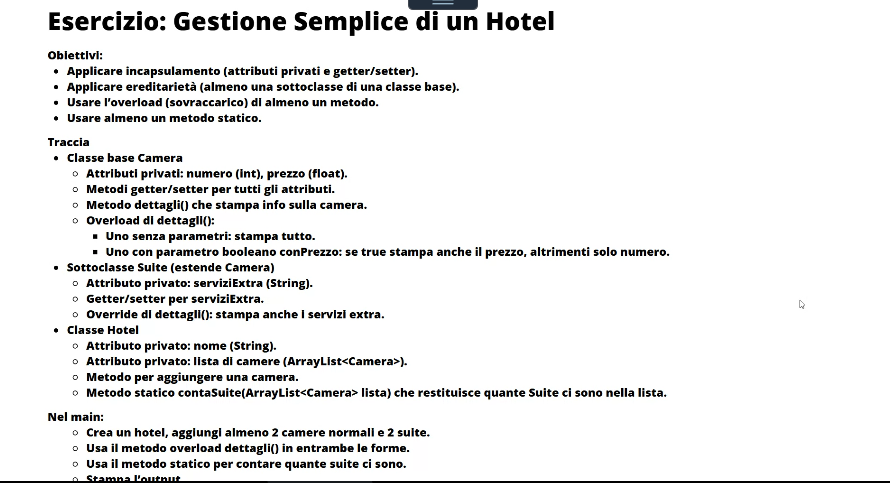 Esercizio: Gestione Semplice di un Hotel
Obiettivi:
• Applicare incapsulamento (attributi privati e getter/setter).
• Applicare ereditarietà (almeno una sottoclasse di una classe base).
• Usare l’overload (sovraccarico) di almeno un metodo.
• Usare almeno un metodo statico.
Traccia
• Classe base Camera
◦ Attributi privati: numero (int), prezzo (float).
◦ Metodi getter/setter per tutti gli attributi.
◦ Metodo dettagli() che stampa info sulla camera.
◦ Overload di dettagli():
▪ Uno senza parametri: stampa tutto.
▪ Uno con parametro booleano conPrezzo: se true stampa anche il prezzo, altrimenti solo numero.
• Sottoclasse Suite (estende Camera)
◦ Attributo privato: serviziExtra (String).
◦ Getter/setter per serviziExtra.
◦ Override di dettagli(): stampa anche i servizi extra.
• Classe Hotel
◦ Attributo privato: nome (String).
◦ Attributo privato: lista di camere (ArrayList<Camera>).
◦ Metodo per aggiungere una camera.
◦ Metodo statico contaSuite(ArrayList<Camera> lista) che restituisce quante Suite ci sono nella lista.
Nel main:
◦ Crea un hotel, aggiungi almeno 2 camere normali e 2 suite.
◦ Usa il metodo overload dettagli() in entrambe le forme.
◦ Usa il metodo statico per contare quante suite ci sono.
◦ Stampa l’output